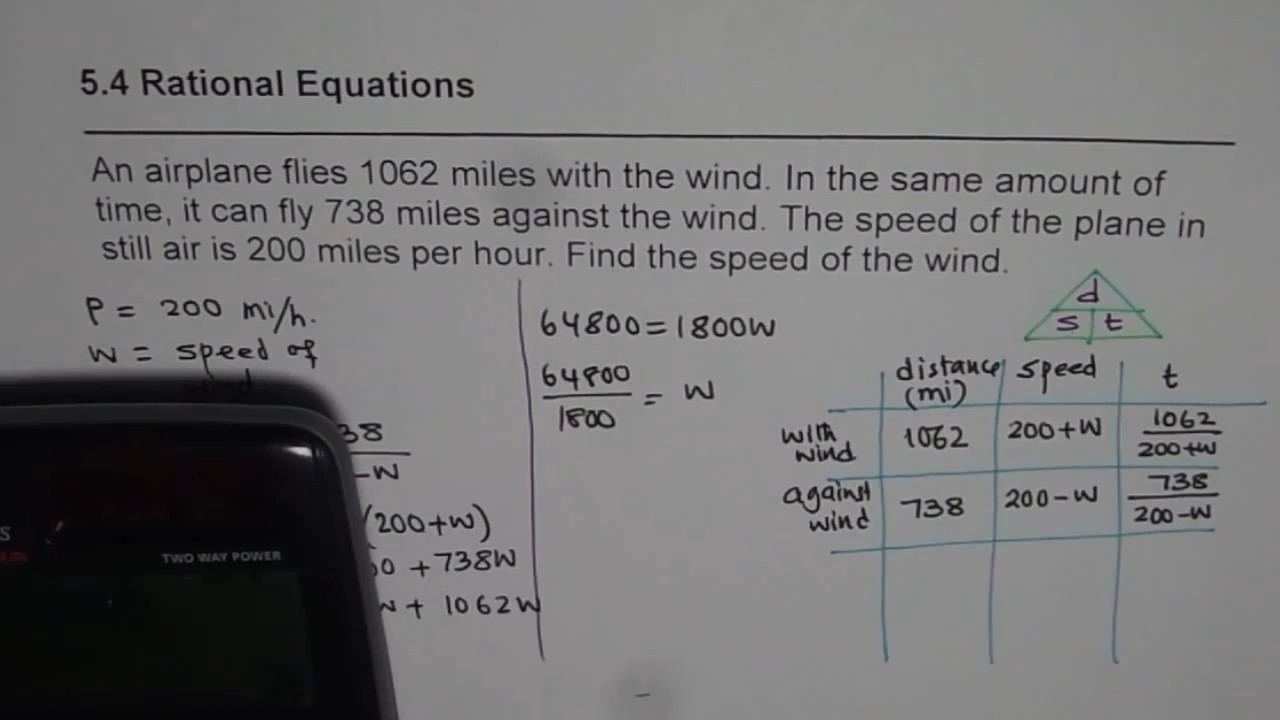 5.4 Rational Equations
An airplane flies 1062 miles with the wind. In the same amount of
time, it can fly 738 miles against the wind. The speed of the plane in
still air is 200 miles per hour. Find the speed of the wind.
P = 200 mi/h.
W = speed of
wind
38
-W
(200+W)
00 +738W
W + 1062W
64800=1800W
64800
1800
= W
d
s t
distance speed t
(mi)
with
wind
1062 200+W 1062
200+W
against
wind
738 200-W 738
200-W
S
TWO WAY POWER